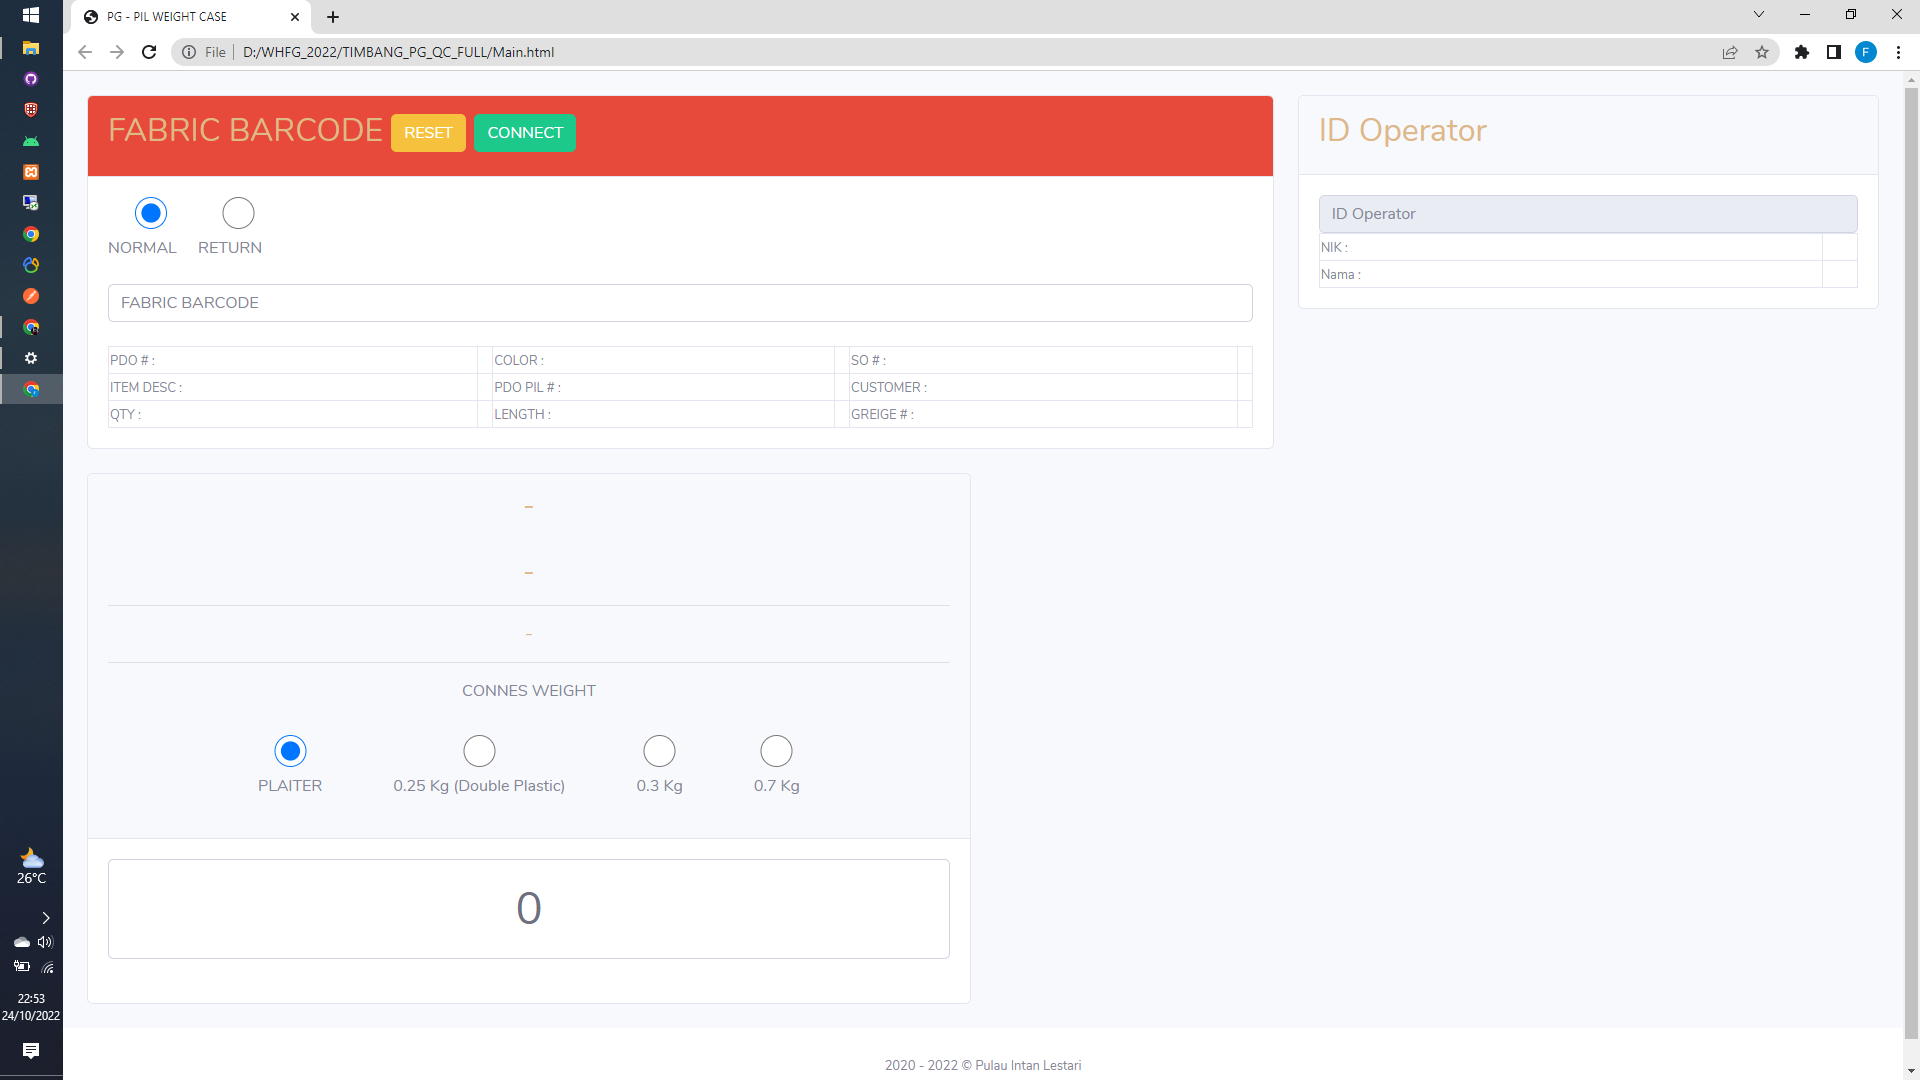 PG - PIL WEIGHT CASE
File
D:/WHFG_2022/TIMBANG_PG_QC_FULL/Main.html
F
FABRIC BARCODE RESET CONNECT
NORMAL RETURN
FABRIC BARCODE
PDO # : COLOR : SO # :
ITEM DESC : PDO PIL # : CUSTOMER :
QTY : LENGTH : GREIGE # :
ID Operator
ID Operator
NIK :
Nama :
-
-
-
CONNES WEIGHT
PLAITER 0.25 Kg (Double Plastic) 0.3 Kg 0.7 Kg
0
2020 - 2022 © Pulau Intan Lestari
26°C
22:53
24/10/2022